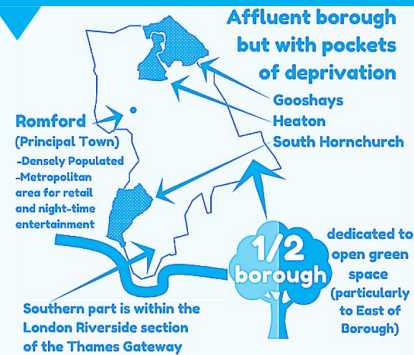 Affluent borough
but with pockets
of deprivation
Gooshays
Heaton
South Hornchurch
Romford
(Principal Town)
-Densely Populated
-Metropolitan
area for retail
and night-time
entertainment
1/2
borough
dedicated to
open green
space
(particularly
to East of
Borough)
Southern part is within the
London Riverside section
of the Thames Gateway